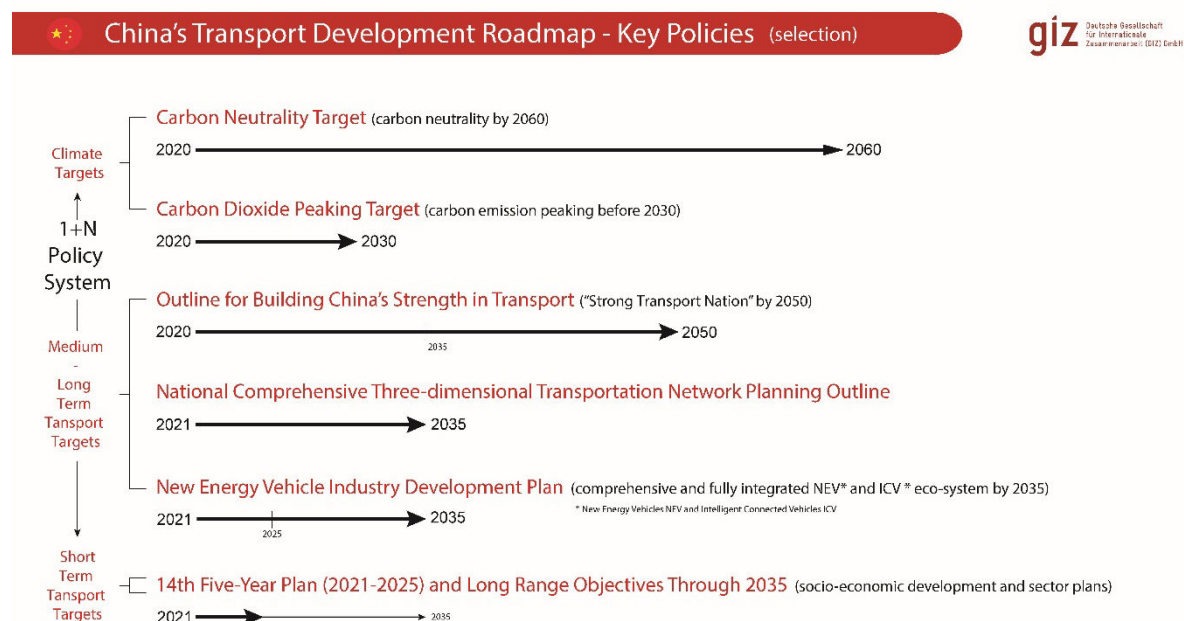 China's Transport Development Roadmap - Key Policies (selection)
giz Deutsche Gesellschaft
für Internationale
Zusammenarbeit (GIZ) GmbH
Carbon Neutrality Target (carbon neutrality by 2060)
2020 2060
Climate
Targets
Carbon Dioxide Peaking Target (carbon emission peaking before 2030)
2020 2030
1+N
Policy
System
Outline for Building China's Strength in Transport ("Strong Transport Nation" by 2050)
2020 2050
2035
Medium
-
Long
Term
Tansport
Targets
National Comprehensive Three-dimensional Transportation Network Planning Outline
2021 2035
New Energy Vehicle Industry Development Plan (comprehensive and fully integrated NEV* and ICV * eco-system by 2035)
* New Energy Vehicles NEV and Intelligent Connected Vehicles ICV
2021 2035
2025
Short
Term
Transport
Targets
14th Five-Year Plan (2021-2025) and Long Range Objectives Through 2035 (socio-economic development and sector plans)
2021 2035